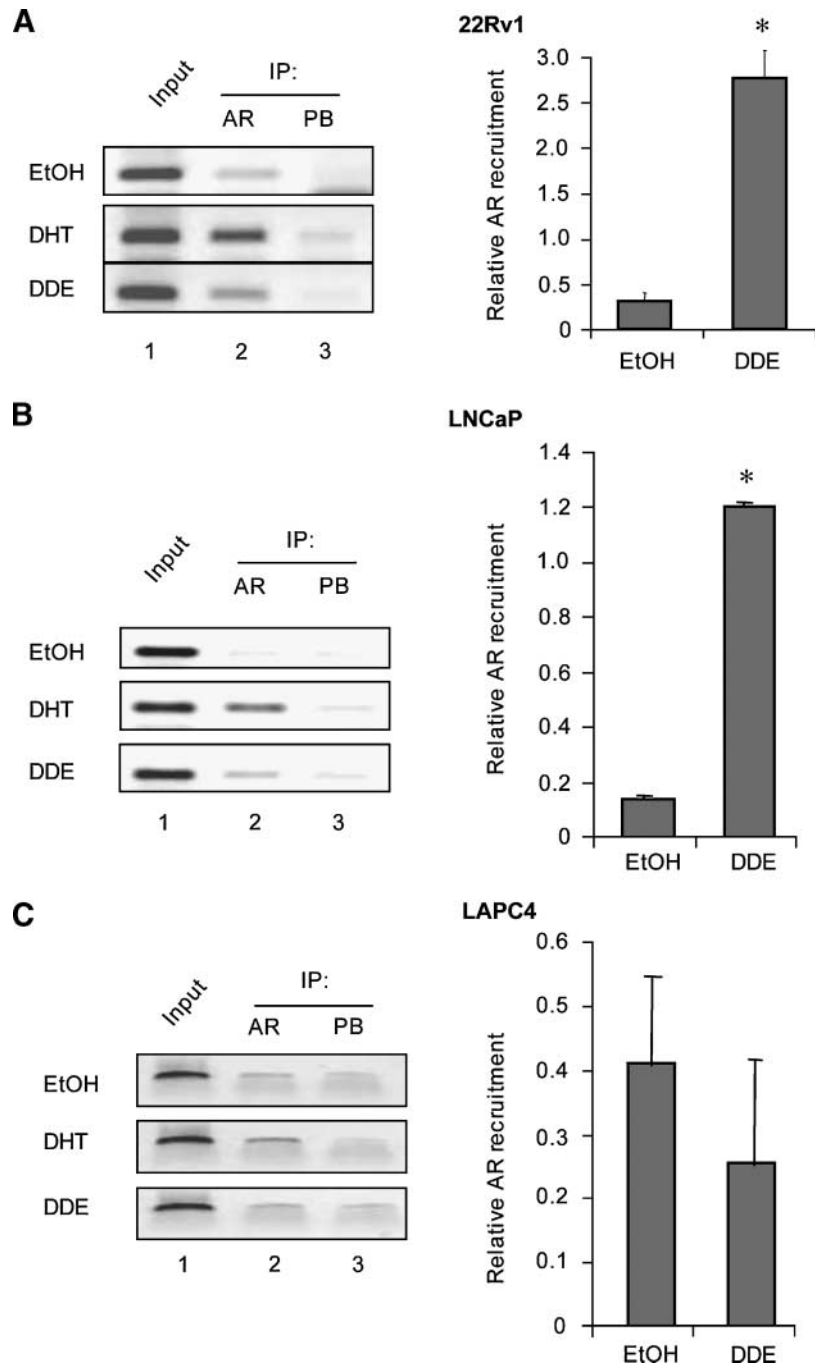 A
Input
IP:
AR PB
EtOH
DHT
DDE
1 2 3
22Rv1
*
Relative AR recruitment
3.0
2.5
2.0
1.5
1.0
0.5
0
EtOH DDE
B
Input
IP:
AR PB
EtOH
DHT
DDE
1 2 3
LNCaP
*
Relative AR recruitment
1.4
1.2
1.0
0.8
0.6
0.4
0.2
0
EtOH DDE
C
Input
IP:
AR PB
EtOH
DHT
DDE
1 2 3
LAPC4
Relative AR recruitment
0.6
0.5
0.4
0.3
0.2
0.1
0
EtOH DDE